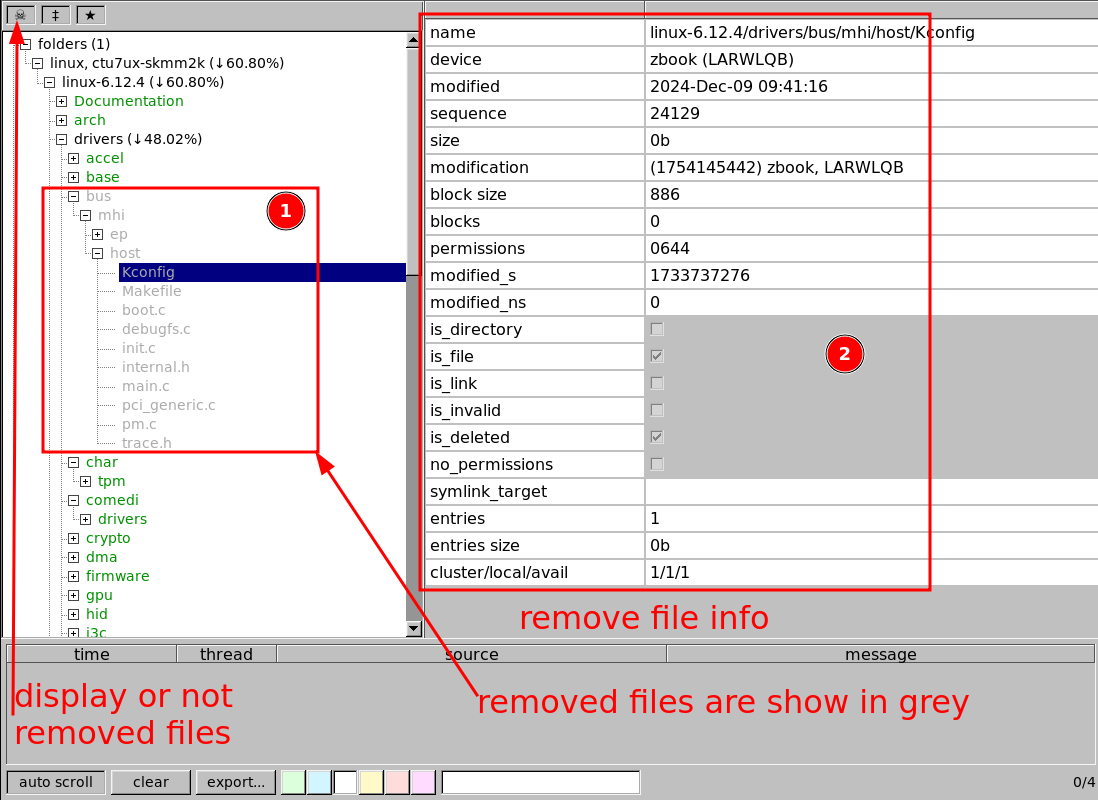 ☠ ‡ ★
folders (1)
linux, ctu7ux-skmm2k (↓60.80%)
linux-6.12.4 (↓60.80%)
Documentation
arch
drivers (↓48.02%)
accel
base
bus
mhi
ep
host
Kconfig
Makefile
boot.c
debugfs.c
init.c
internal.h
main.c
pci_generic.c
pm.c
trace.h
char
tpm
comedi
drivers
crypto
dma
firmware
gpu
hid
i3c
1
name linux-6.12.4/drivers/bus/mhi/host/Kconfig
device zbook (LARWLQB)
modified 2024-Dec-09 09:41:16
sequence 24129
size 0b
modification (1754145442) zbook, LARWLQB
block size 886
blocks 0
permissions 0644
modified_s 1733737276
modified_ns 0
is_directory
is_file
is_link
is_invalid
is_deleted
no_permissions
symlink_target
entries 1
entries size 0b
cluster/local/avail 1/1/1
2
remove file info
time thread source message
display or not
removed files
removed files are show in grey
auto scroll clear export... 0/4